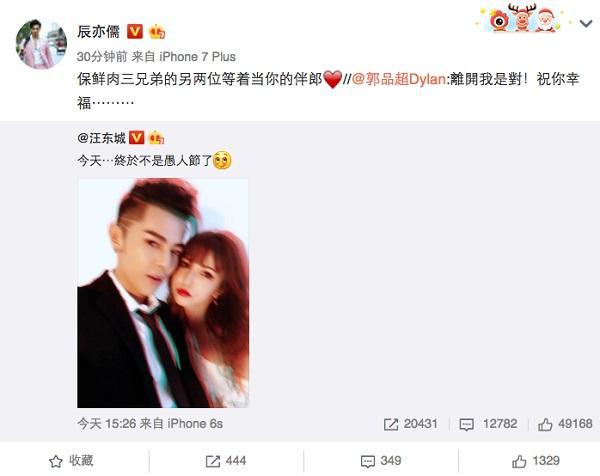 辰亦儒
30分钟前 来自 iPhone 7 Plus
保鲜肉三兄弟的另两位等着当你的伴郎//@郭品超Dylan:離開我是對！祝你幸
福………
@汪东城
今天…終於不是愚人節了
今天 15:26 来自 iPhone 6s 20431 12782 49168
收藏 444 349 1329